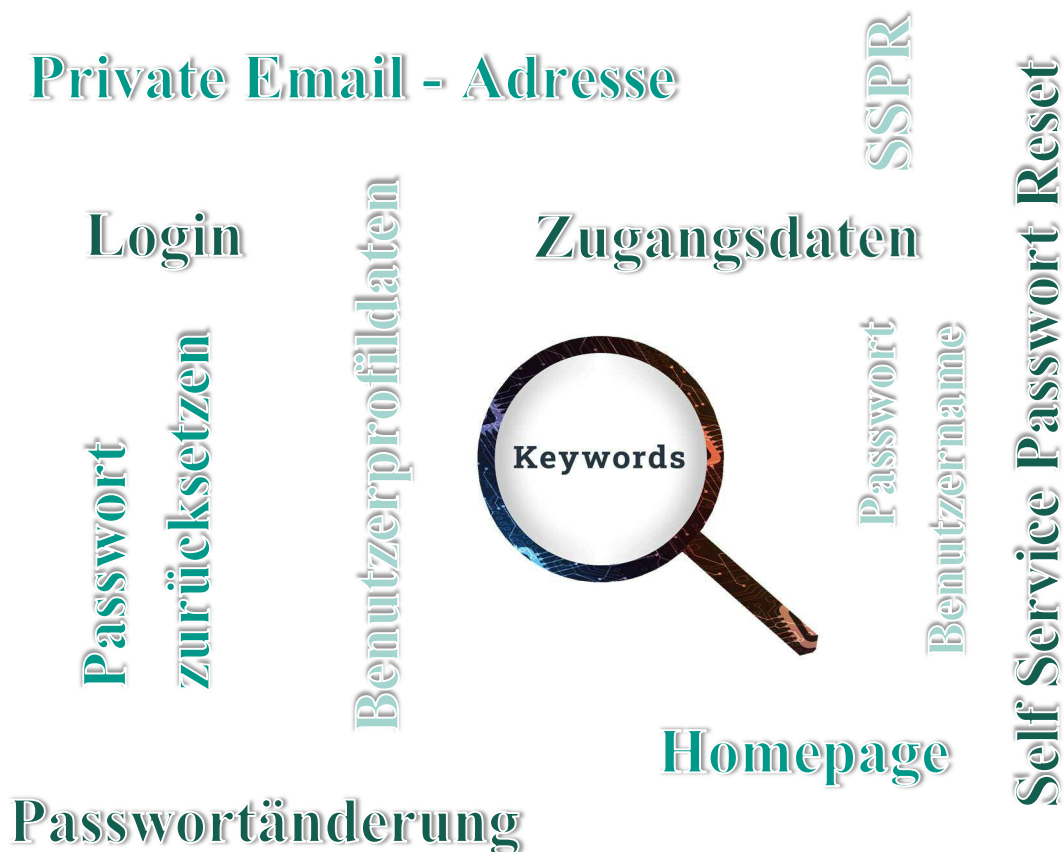 Private Email - Adresse
SSPR
Self Service Passwort Reset
Login
Benutzerprofildaten
Zugangsdaten
Passwort
zurücksetzen
Keywords
Passwort
Benutzername
Homepage
Passwortänderung